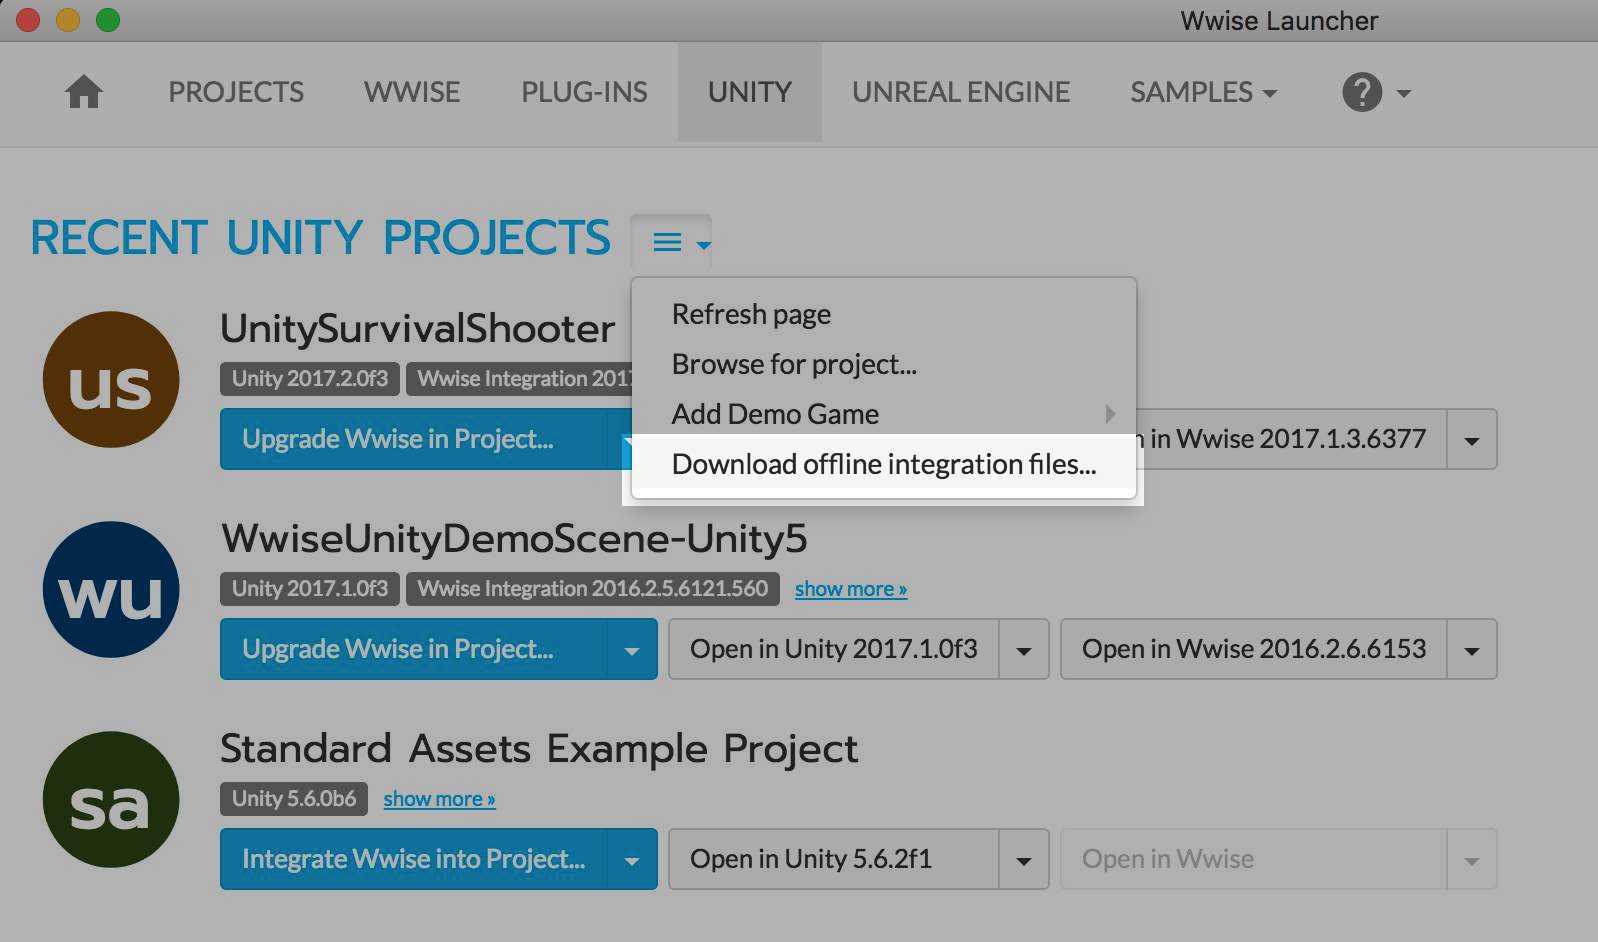 Wwise Launcher
PROJECTS WWISE PLUG-INS UNITY UNREAL ENGINE SAMPLES ?
RECENT UNITY PROJECTS
Refresh page
Browse for project...
Add Demo Game
Download offline integration files...
us
UnitySurvivalShooter
Unity 2017.2.0f3 Wwise Integration
Upgrade Wwise in Project... in Wwise 2017.1.3.6377
wu
WwiseUnityDemoScene-Unity5
Unity 2017.1.0f3 Wwise Integration 2016.2.5.6121.560 show more »
Upgrade Wwise in Project... Open in Unity 2017.1.0f3 Open in Wwise 2016.2.6.6153
sa
Standard Assets Example Project
Unity 5.6.0b6 show more »
Integrate Wwise into Project... Open in Unity 5.6.2f1 Open in Wwise